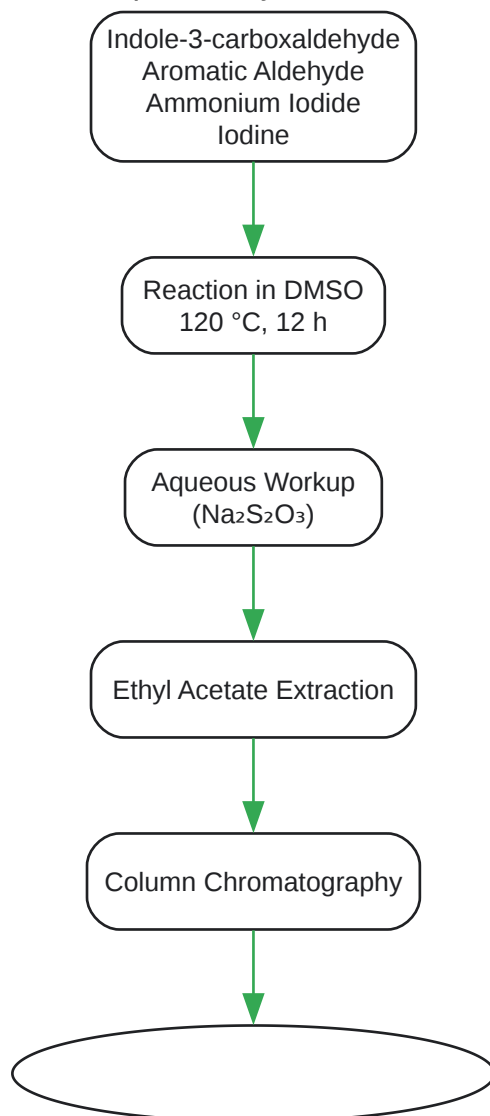 Indole-3-carboxaldehyde
Aromatic Aldehyde
Ammonium Iodide
Iodine
Reaction in DMSO
120 °C, 12 h
Aqueous Workup
(Na₂S₂O₃)
Ethyl Acetate Extraction
Column Chromatography